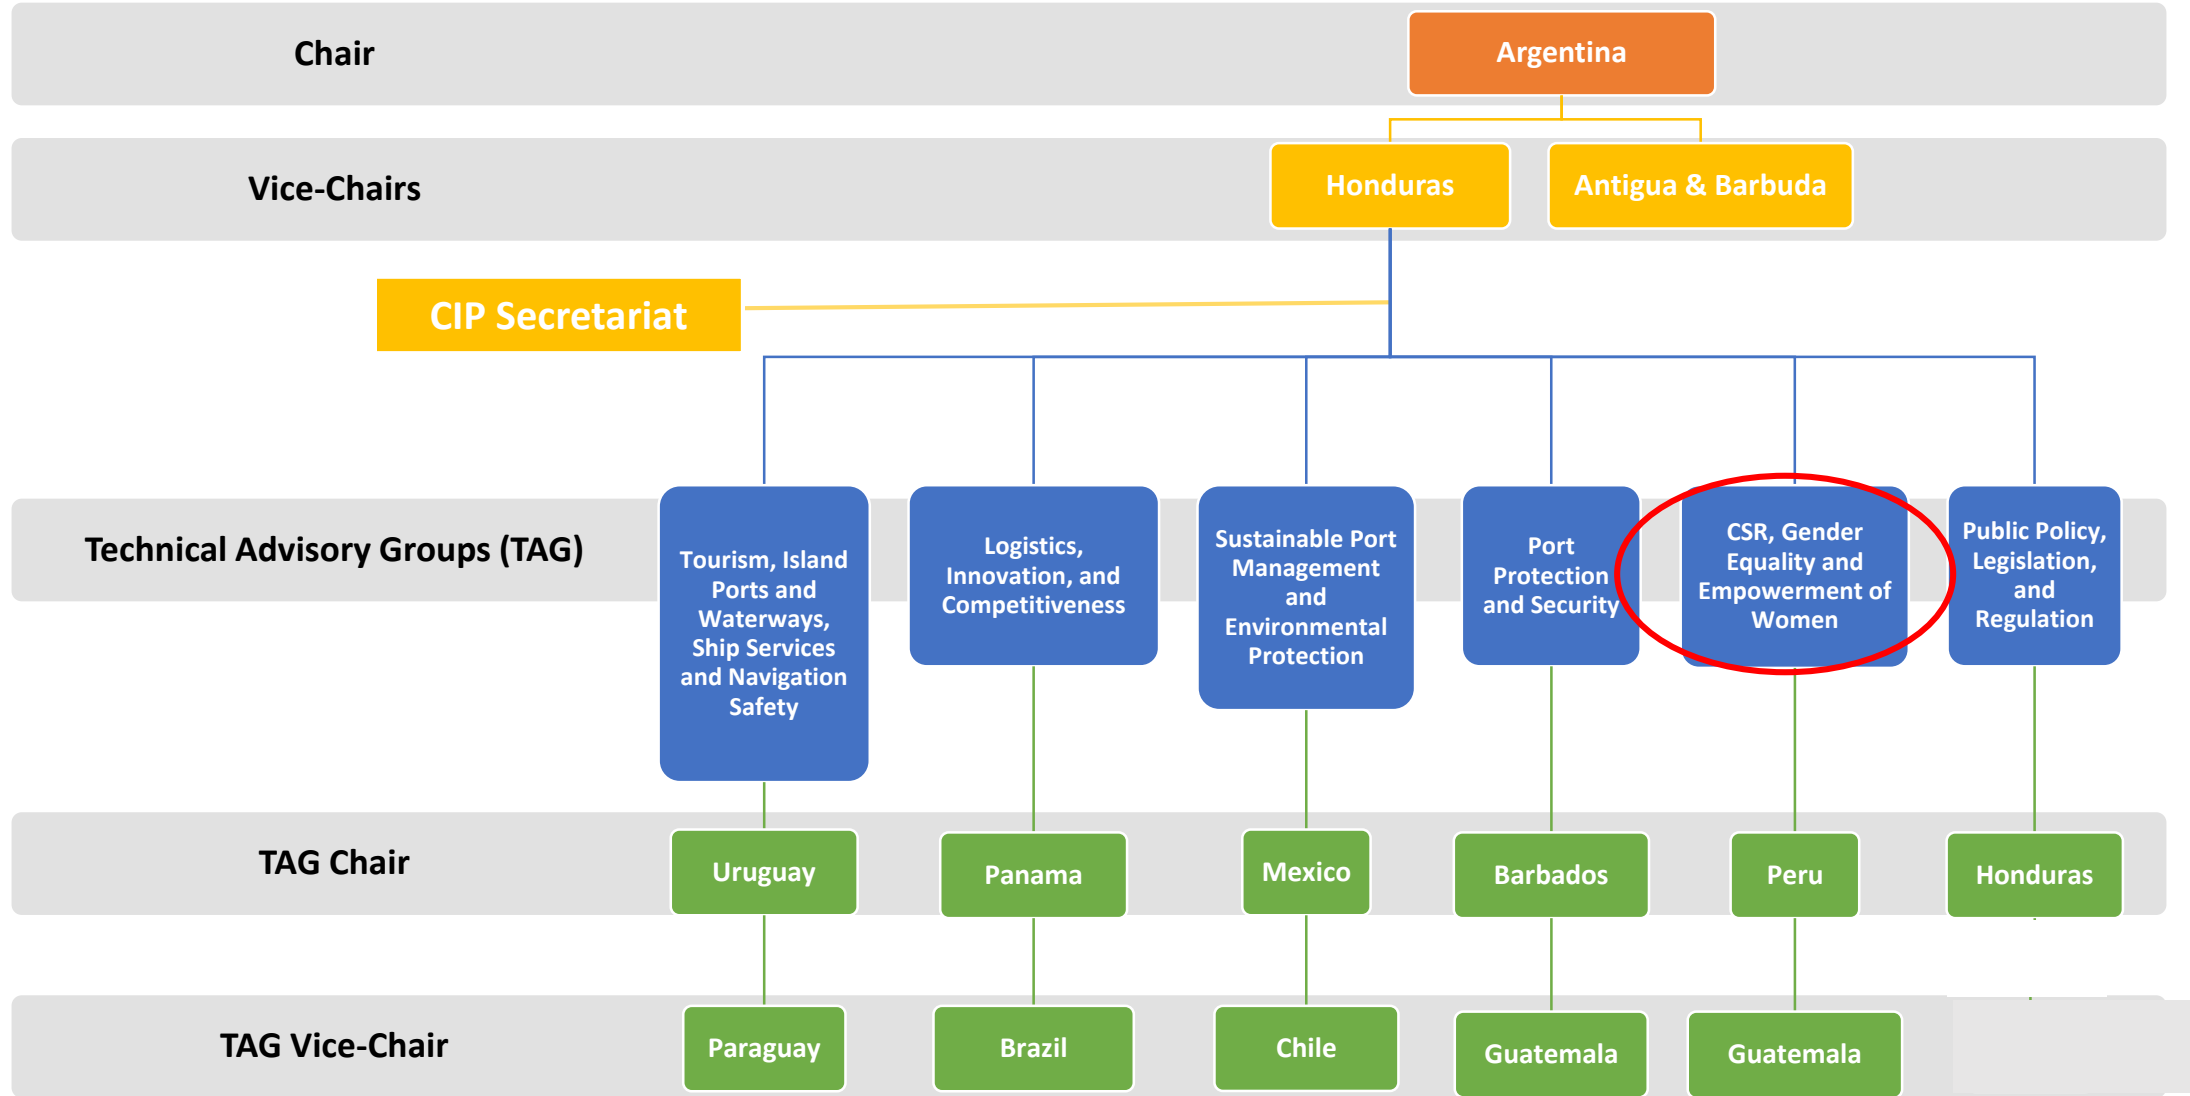 Chair
Argentina
Vice-Chairs
Honduras
Antigua & Barbuda
CIP Secretariat
Technical Advisory Groups (TAG)
Tourism, Island
Ports and
Waterways,
Ship Services
and Navigation
Safety
Logistics,
Innovation, and
Competitiveness
Sustainable Port
Management
and
Environmental
Protection
Port
Protection
and Security
CSR, Gender
Equality and
Empowerment of
Women
Public Policy,
Legislation,
and
Regulation
TAG Chair
Uruguay
Panama
Mexico
Barbados
Peru
Honduras
TAG Vice-Chair
Paraguay
Brazil
Chile
Guatemala
Guatemala